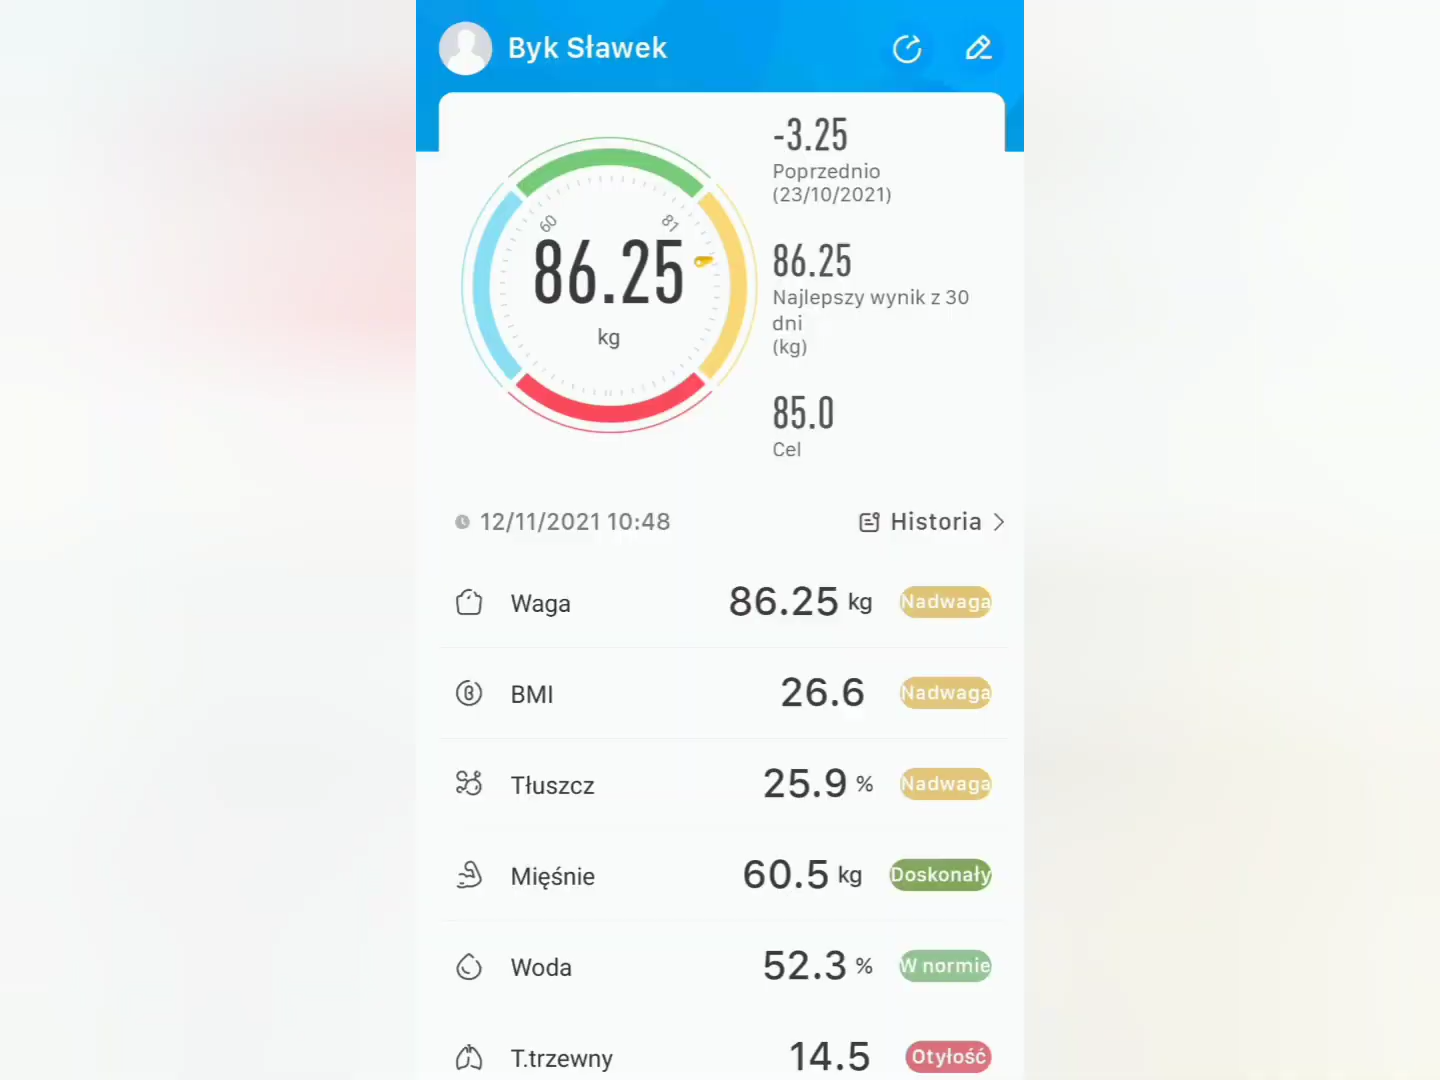 Byk Sławek
-3.25
Poprzednio
(23/10/2021)
60
81
86.25
kg
86.25
Najlepszy wynik z 30
dni
(kg)
85.0
Cel
12/11/2021 10:48
Historia
Waga 86.25 kg Nadwaga
BMI 26.6 Nadwaga
Tłuszcz 25.9 % Nadwaga
Mięśnie 60.5 kg Doskonały
Woda 52.3 % W normie
T.trzewny 14.5 Otyłość